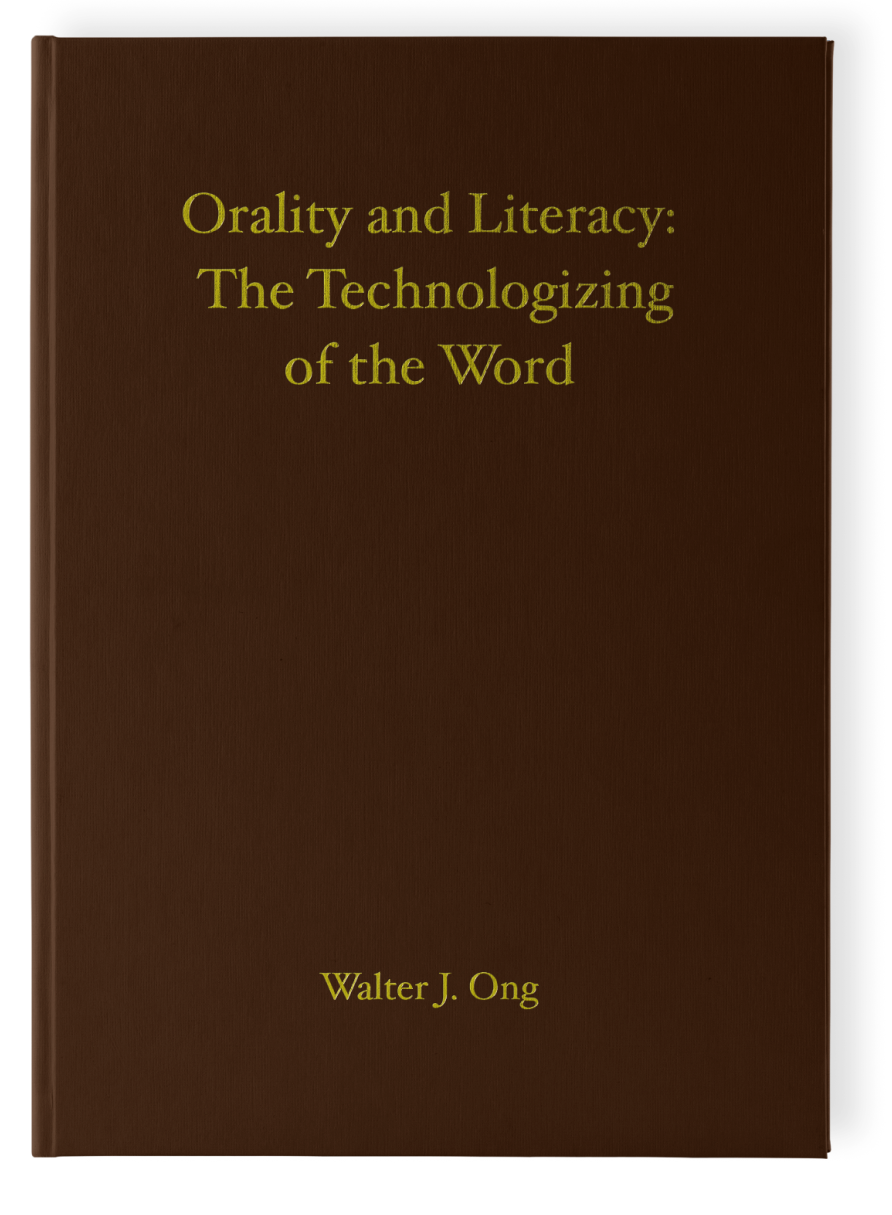 Orality and Literacy:
The Technologizing
of the Word
Walter J. Ong